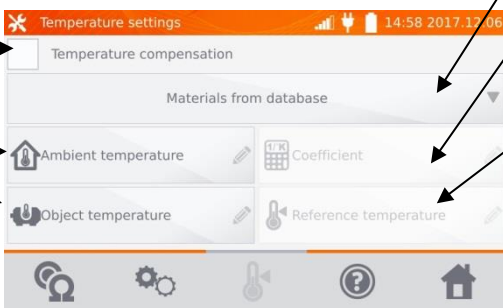 Temperature settings 14:58 2017.12.06
Temperature compensation
Materials from database
Ambient temperature
1/°K Coefficient
Object temperature
Reference temperature
Ω
?